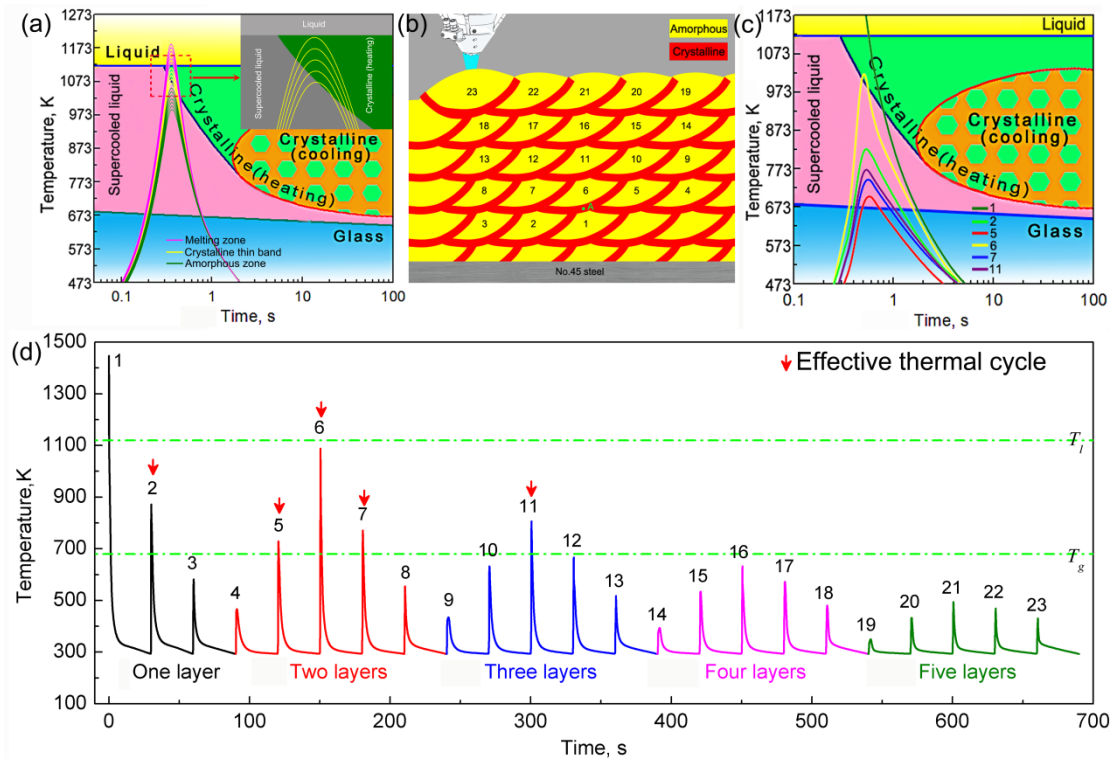 (a)
1273
1173
1073
973
873
773
673
573
473
Temperature, K
0.1
1
10
100
Time, s
Liquid
Supercooled liquid
Crystalline(heating)
Crystalline
(cooling)
Glass
Melting zone
Crystalline thin band
Amorphous zone
Liquid
Supercooled liquid
Crystalline (heating)
(b)
Amorphous
Crystalline
23 22 21 20 19
18 17 16 15 14
13 12 11 10 9
8 7 6 5 4
A
3 2 1
No.45 steel
(c)
1173
1073
973
873
773
673
573
473
Temperature, K
0.1
1
10
100
Time, s
Liquid
Supercooled liquid
Crystalline(heating)
Crystalline
(cooling)
Glass
1
2
5
6
7
11
(d)
1500
1300
1100
900
700
500
300
100
Temperature,K
Effective thermal cycle
Tl
Tg
1 2 3 4 5 6 7 8 9 10 11 12 13 14 15 16 17 18 19 20 21 22 23
One layer
Two layers
Three layers
Four layers
Five layers
0 100 200 300 400 500 600 700
Time, s